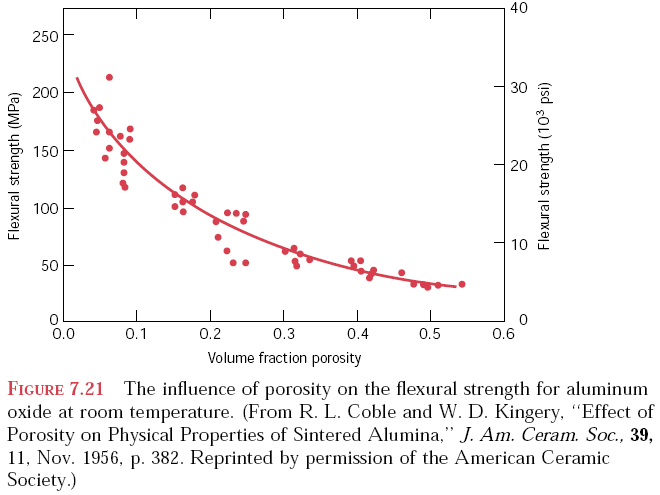 40
250
200
150
100
50
0
30
20
10
0
Flexural strength (MPa)
Flexural strength (10³ psi)
0.0 0.1 0.2 0.3 0.4 0.5 0.6
Volume fraction porosity
FIGURE 7.21 The influence of porosity on the flexural strength for aluminum
oxide at room temperature. (From R. L. Coble and W. D. Kingery, “Effect of
Porosity on Physical Properties of Sintered Alumina,” J. Am. Ceram. Soc., 39,
11, Nov. 1956, p. 382. Reprinted by permission of the American Ceramic
Society.)